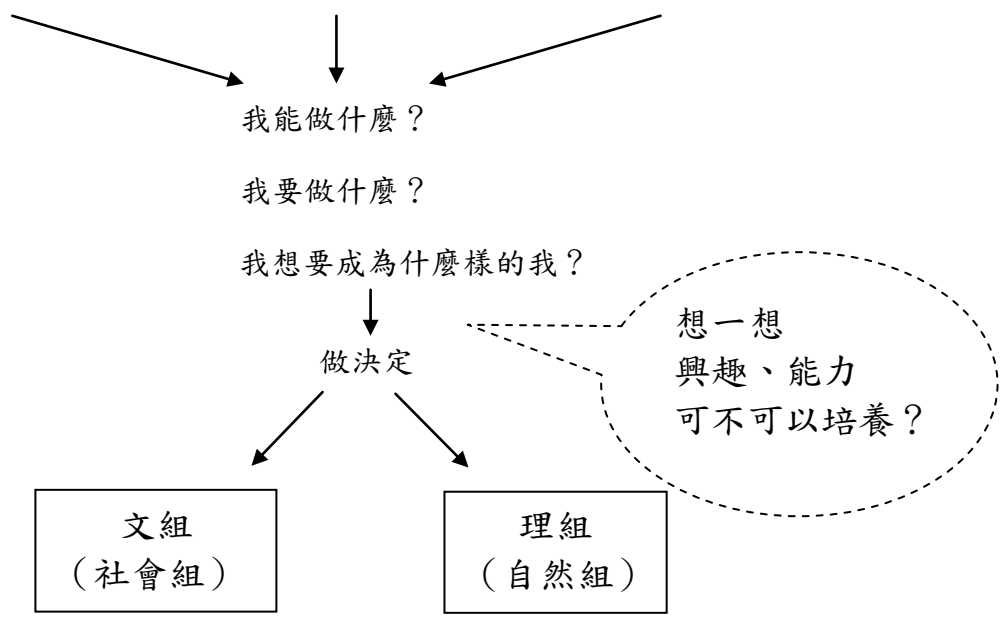 我能做什麼？
我要做什麼？
我想要成為什麼樣的我？
做決定
想一想
興趣、能力
可不可以培養？
文組
（社會組）
理組
（自然組）